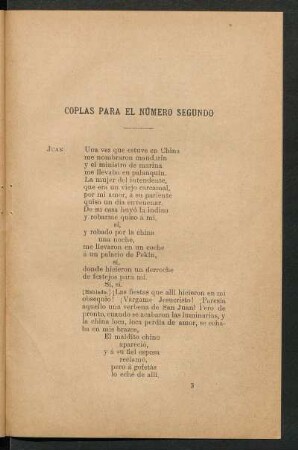 COPLAS PARA EL NÚMERO SEGUNDO
JUAN Una vez que estuve en China
me nombraron mandarín
y el ministro de marina
me llevaba en palanquín.
La mujer del intendente,
que era un viejo carcamal,
por mi amor, á su pariente
quiso un día envenenar.
De su casa huyó la indina
y robarme quiso á mí,
sí,
y robado por la china
una noche,
me llevaron en un coche
á un palacio de Pekín,
sí,
donde hicieron un derroche
de festejos para mí.
Sí, sí.
(Hablado.) ¡Las fiestas que allí hicieron en mi
obsequio! ¡Várgame Jesucristo! ¡Parecía
aquello una verbena de San Juan! Pero de
pronto, cuando se acababan las luminarias, y
la china loca, loca perdía de amor, se echa-
ba en mis brazos,
El maldito chino
apareció,
y á su fiel esposa
reclamó,
pero á gofetás
lo eché de allí.
3